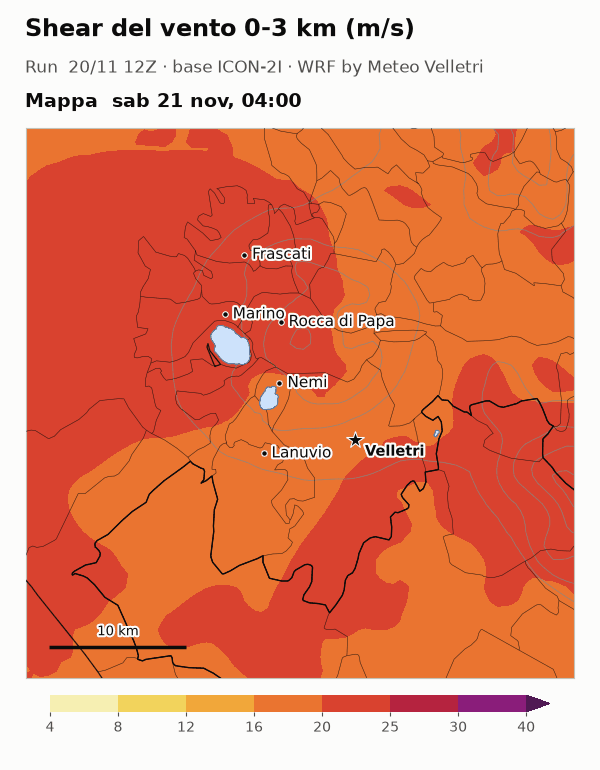 Shear del vento 0-3 km (m/s)
Run  20/11 12Z · base ICON-2I · WRF by Meteo Velletri
Mappa  sab 21 nov, 04:00
Frascati
Marino
Rocca di Papa
Nemi
Velletri
Lanuvio
10 km
4 8 12 16 20 25 30 40